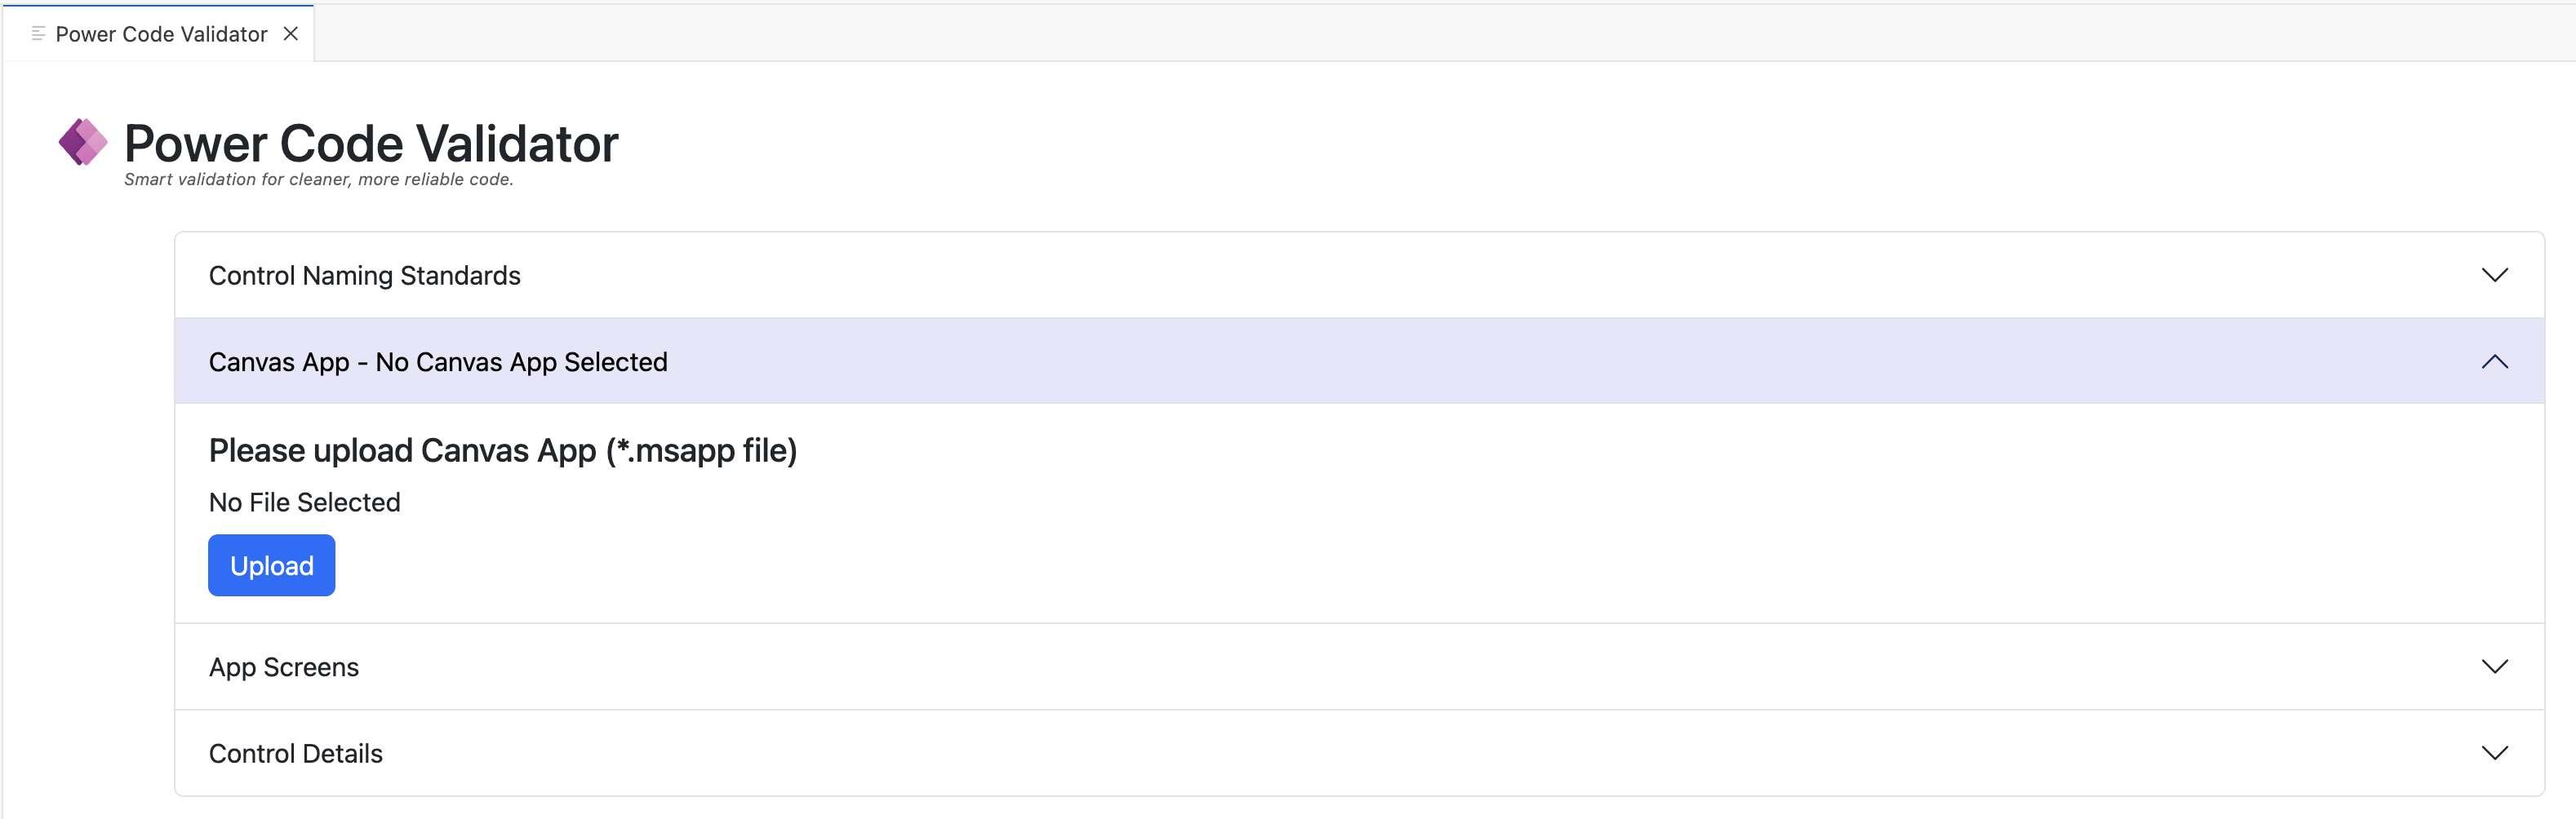 Power Code Validator
Power Code Validator
Smart validation for cleaner, more reliable code.
Control Naming Standards
Canvas App - No Canvas App Selected
Please upload Canvas App (*.msapp file)
No File Selected
Upload
App Screens
Control Details